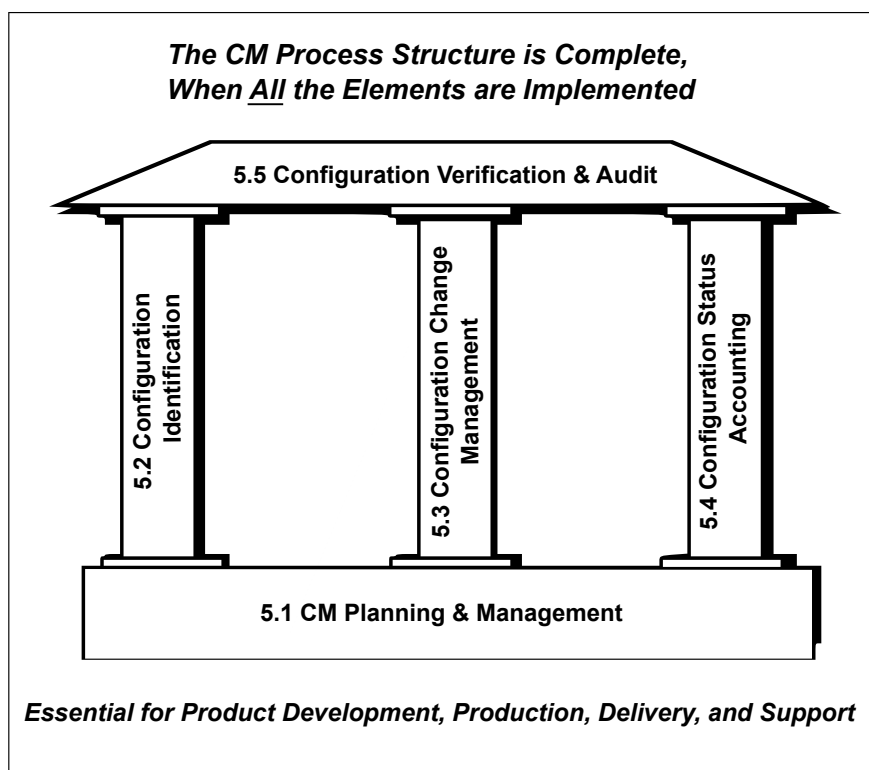 The CM Process Structure is Complete,
When All the Elements are Implemented
5.5 Configuration Verification & Audit
5.2 Configuration
Identification
5.3 Configuration Change
Management
5.4 Configuration Status
Accounting
5.1 CM Planning & Management
Essential for Product Development, Production, Delivery, and Support